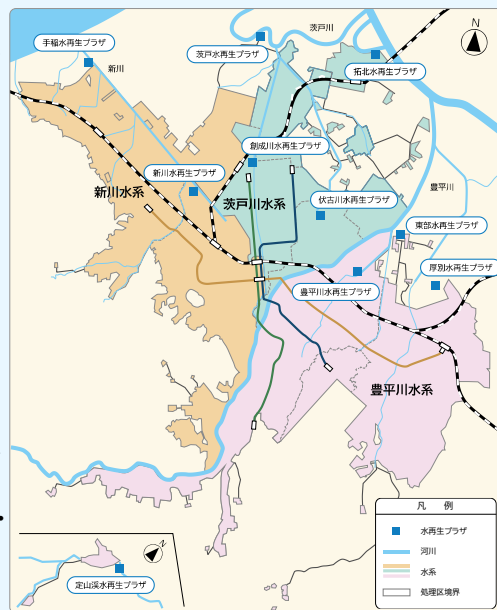 茨戸川
N
手稲水再生プラザ
茨戸水再生プラザ
新川
拓北水再生プラザ
創成川水再生プラザ
新川水再生プラザ
豊平川
新川水系
茨戸川水系
伏古川水再生プラザ
東部水再生プラザ
厚別水再生プラザ
豊平川水再生プラザ
豊平川水系
凡 例
水再生プラザ
河川
水系
処理区境界
N
定山渓水再生プラザ